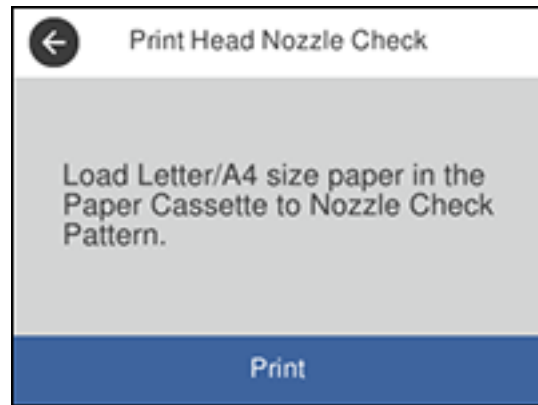 Print Head Nozzle Check
Load Letter/A4 size paper in the
Paper Cassette to Nozzle Check
Pattern.
Print